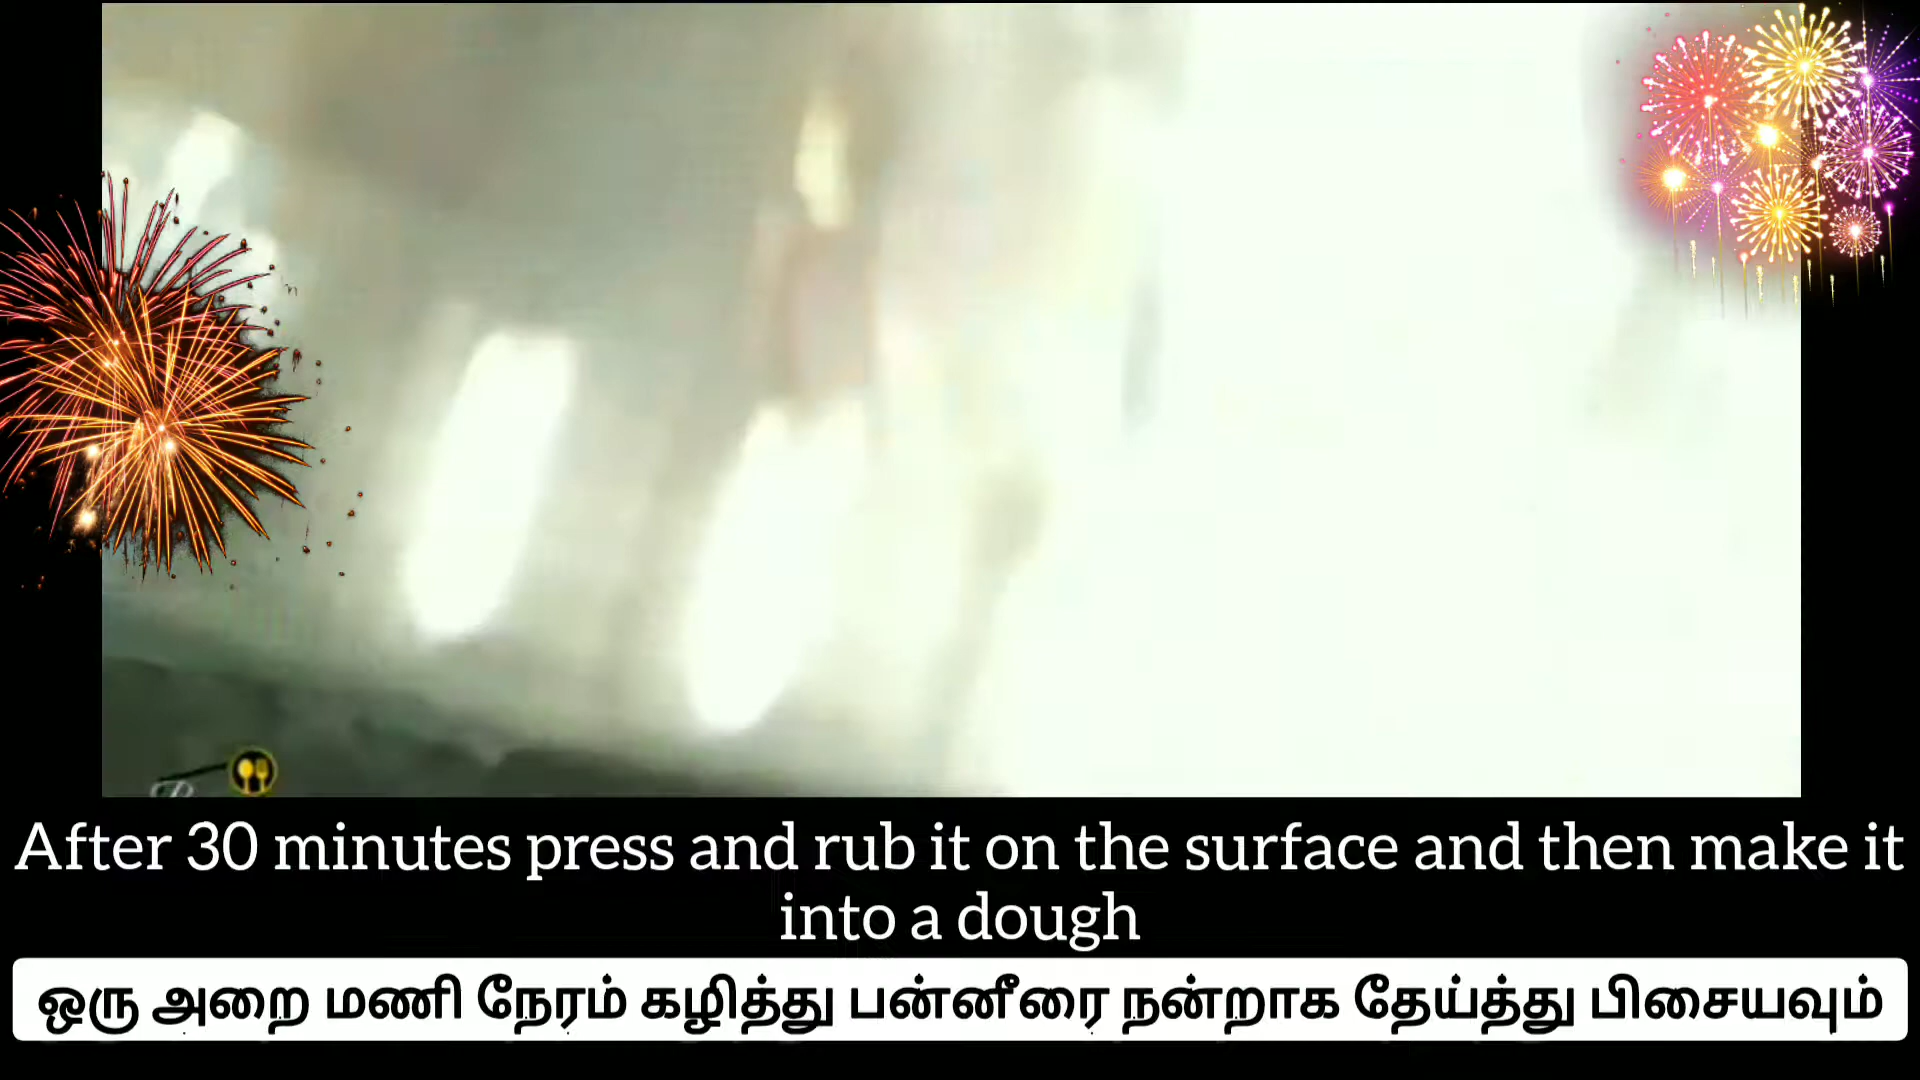 After 30 minutes press and rub it on the surface and then make it
into a dough
ஒரு அறை மணி நேரம் கழித்து பன்னீரை நன்றாக தேய்த்து பிசையவும்